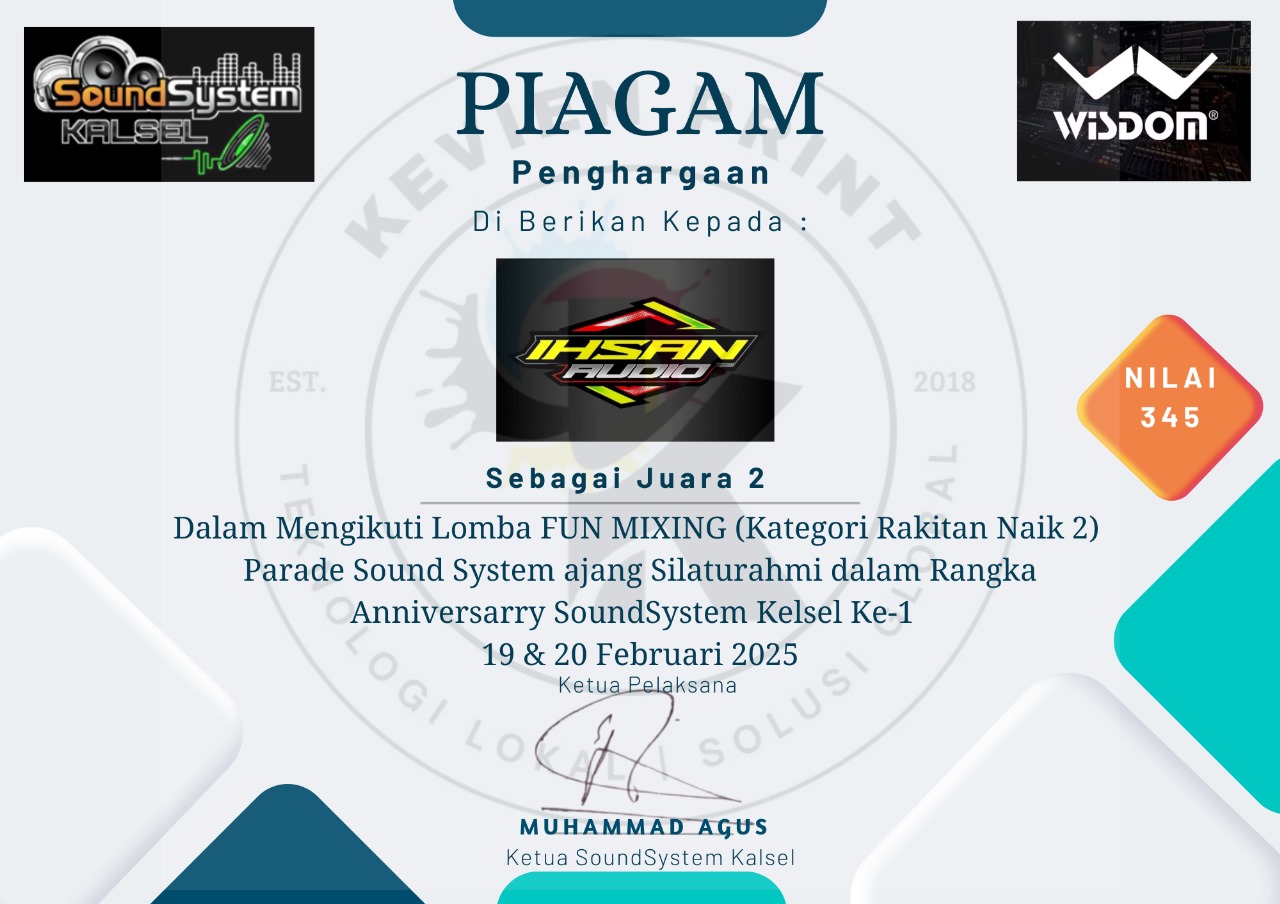 SoundSystem
KALSEL
WISDOM®
PIAGAM
Penghargaan
Di Berikan Kepada :
KEVIEN PRINT
IHSAN
AUDIO
EST.
2018
NILAI
345
Sebagai Juara 2
Dalam Mengikuti Lomba FUN MIXING (Kategori Rakitan Naik 2)
Parade Sound System ajang Silaturahmi dalam Rangka
Anniversarry SoundSystem Kelsel Ke-1
19 & 20 Februari 2025
Ketua Pelaksana
TEKNOLOGI LOKAL | SOLUSI GLOBAL
MUHAMMAD AGUS
Ketua SoundSystem Kalsel